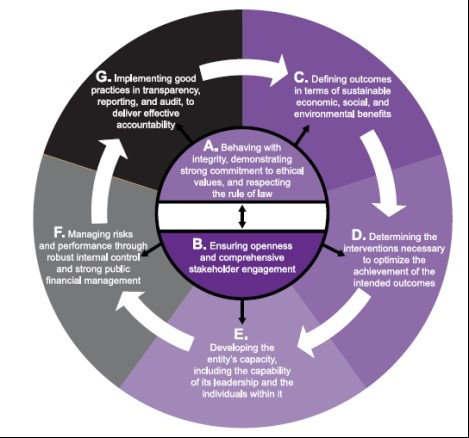 A. Behaving with
integrity, demonstrating
strong commitment to ethical
values, and respecting
the rule of law
B. Ensuring openness
and comprehensive
stakeholder engagement
C. Defining outcomes
in terms of sustainable
economic, social, and
environmental benefits
D. Determining the
interventions necessary
to optimize the
achievement of the
intended outcomes
E.
Developing the
entity's capacity,
including the capability
of its leadership and the
individuals within it
F. Managing risks
and performance through
robust internal control
and strong public
financial management
G. Implementing good
practices in transparency,
reporting, and audit, to
deliver effective
accountability